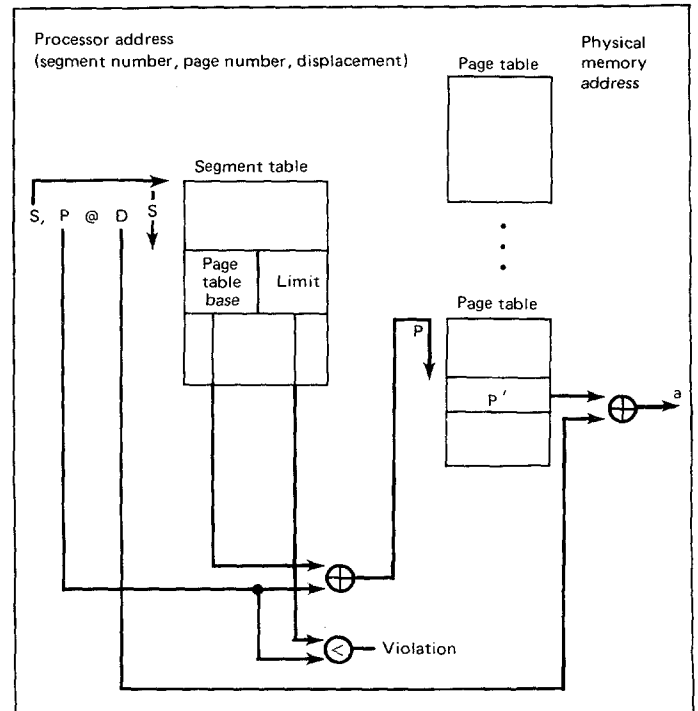 Processor address
(segment number, page number, displacement)
Physical
memory
address
Page table
Segment table
S, P @ D
S
Page
table
base
Limit
Page table
P
P′
a
<
Violation